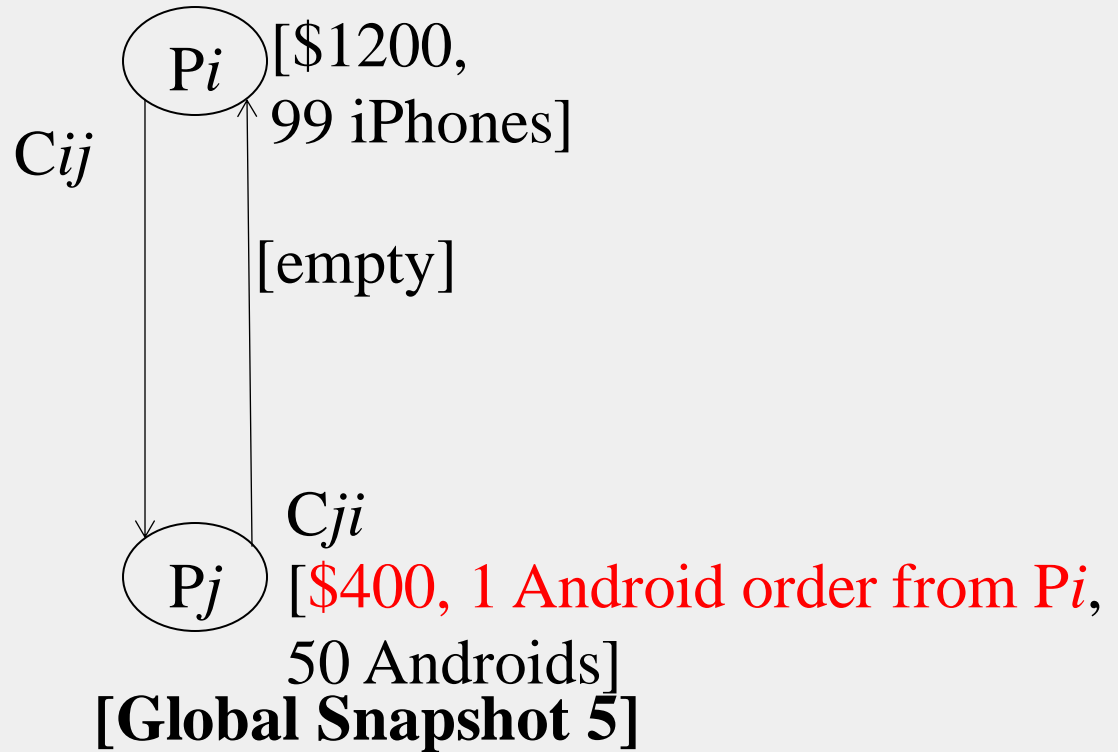 Pi
[$1200,
99 iPhones]
Cij
[empty]
Cji
Pj
[$400, 1 Android order from Pi,
50 Androids]
[Global Snapshot 5]